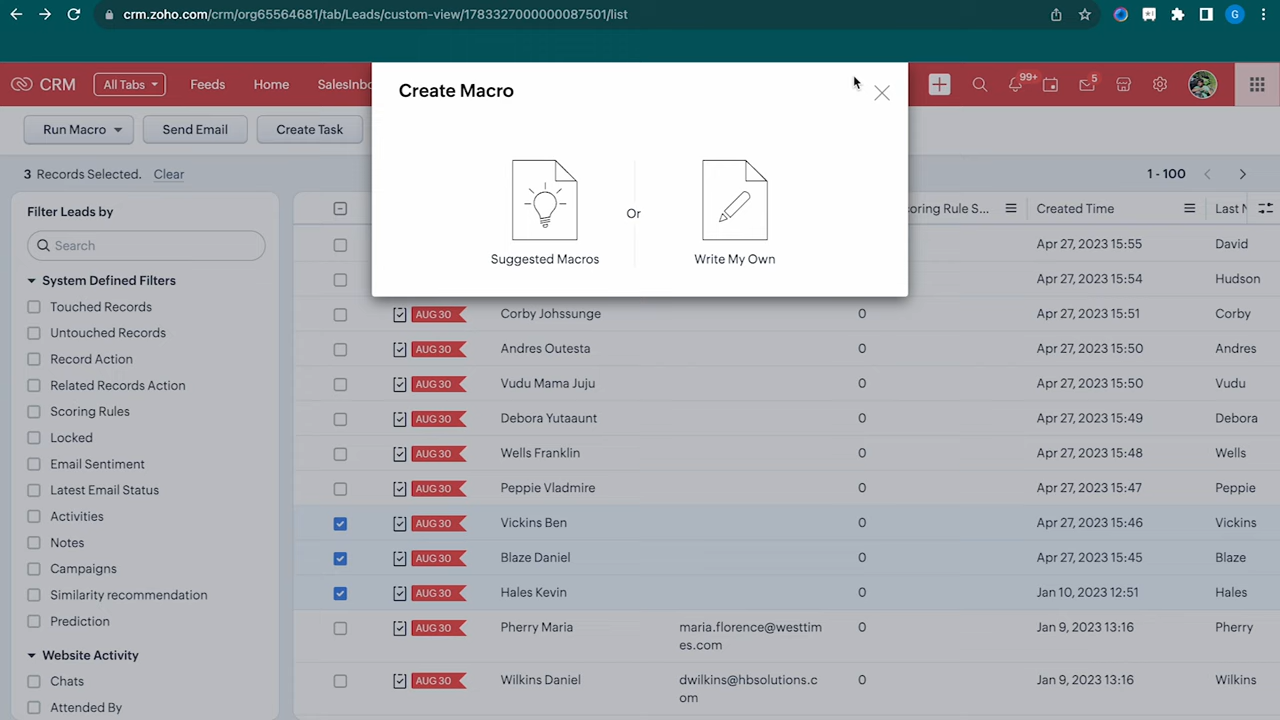 crm.zoho.com/crm/org65564681/tab/Leads/custom-view/1783327000000087501/list
G
CRM
All Tabs
Feeds
Home
SalesInbo
99+
5
Run Macro
Send Email
Create Task
Create Macro
Suggested Macros
Or
Write My Own
3 Records Selected. Clear
1 - 100
Filter Leads by
Search
System Defined Filters
Touched Records
Untouched Records
Record Action
Related Records Action
Scoring Rules
Locked
Email Sentiment
Latest Email Status
Activities
Notes
Campaigns
Similarity recommendation
Prediction
Website Activity
Chats
Attended By
oring Rule S... Created Time Last N
Apr 27, 2023 15:55 David
Apr 27, 2023 15:54 Hudson
AUG 30 Corby Johssunge 0 Apr 27, 2023 15:51 Corby
AUG 30 Andres Outesta 0 Apr 27, 2023 15:50 Andres
AUG 30 Vudu Mama Juju 0 Apr 27, 2023 15:50 Vudu
AUG 30 Debora Yutaaunt 0 Apr 27, 2023 15:49 Debora
AUG 30 Wells Franklin 0 Apr 27, 2023 15:48 Wells
AUG 30 Peppie Vladmire 0 Apr 27, 2023 15:47 Peppie
AUG 30 Vickins Ben 0 Apr 27, 2023 15:46 Vickins
AUG 30 Blaze Daniel 0 Apr 27, 2023 15:45 Blaze
AUG 30 Hales Kevin 0 Jan 10, 2023 12:51 Hales
AUG 30 Pherry Maria maria.florence@westtim 0 Jan 9, 2023 13:16 Pherry
es.com
AUG 30 Wilkins Daniel dwilkins@hbsolutions.c 0 Jan 9, 2023 13:16 Wilkins
om